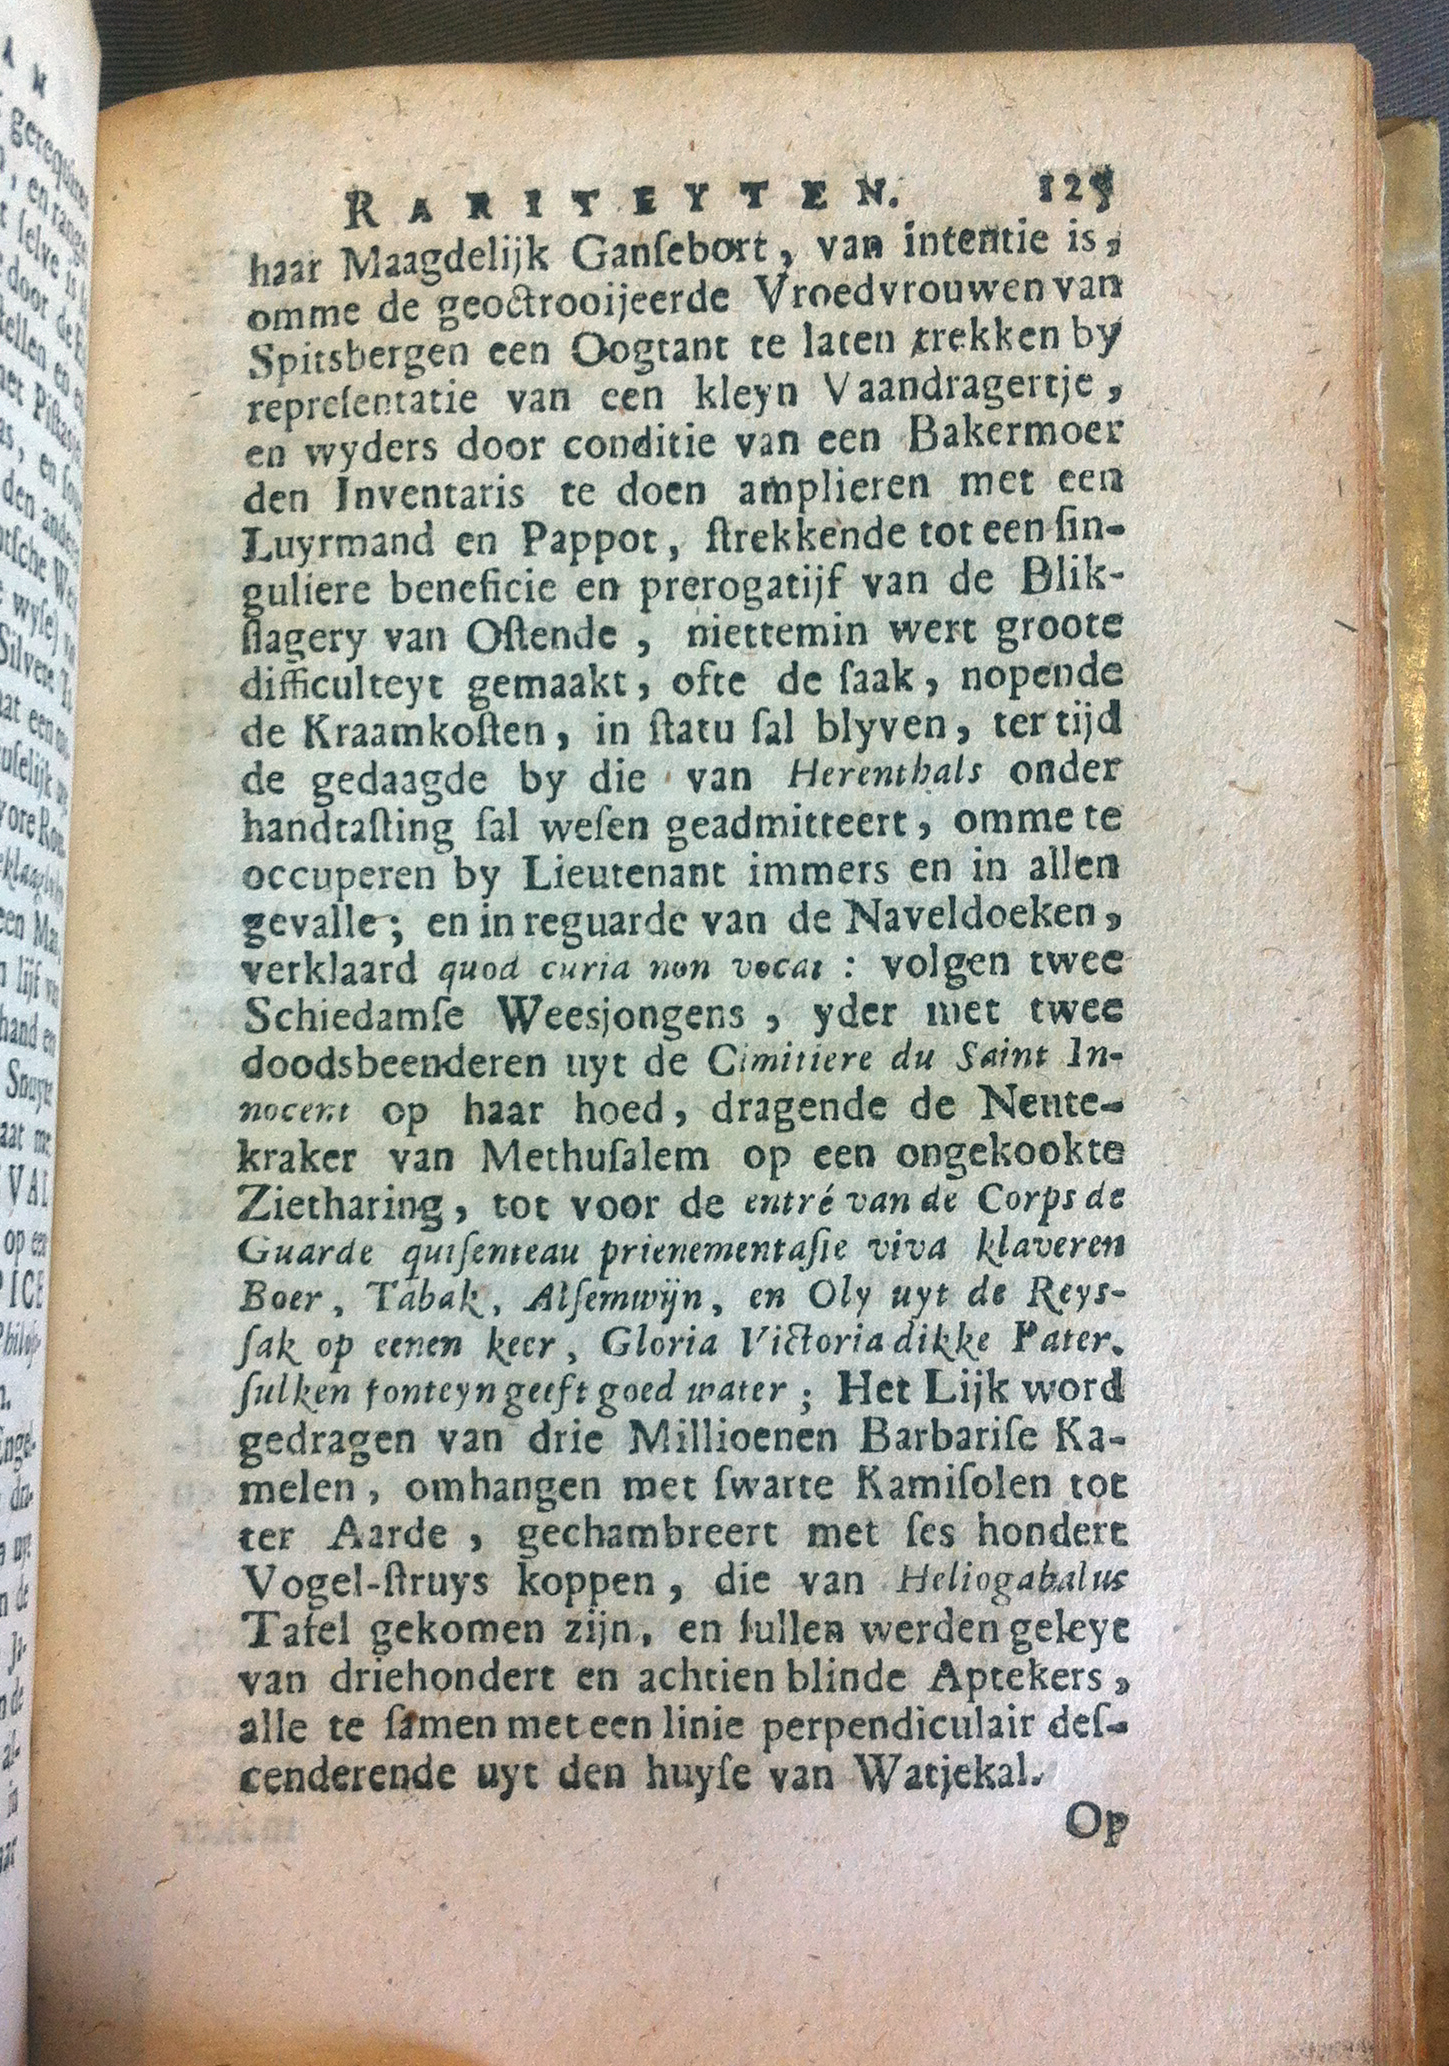 RARITEYTEN. 125
haar Maagdelijk Ganſebort, van intentie is,
omme de geoctrooijeerde Vroedvrouwen van
Spitsbergen een Oogtant te laten trekken by
repreſentatie van een kleyn Vaandragertje,
en wyders door conditie van een Bakermoer
den Inventaris te doen amplieren met een
Luyrmand en Pappot, ſtrekkende tot een ſin-
guliere beneficie en prerogatijf van de Blik-
ſlagery van Oſtende, niettemin wert groote
difficulteyt gemaakt, ofte de ſaak, nopende
de Kraamkoſten, in ſtatu ſal blyven, ter tijd
de gedaagde by die van Herenthals onder
handtaſting ſal weſen geadmitteert, omme te
occuperen by Lieutenant immers en in allen
gevalle; en in reguarde van de Naveldoeken,
verklaard quod curia non vocat: volgen twee
Schiedamſe Weesjongens, yder met twee
doodsbeenderen uyt de Cimitiere du Saint In-
nocent op haar hoed, dragende de Neute-
kraker van Methuſalem op een ongekookte
Zietharing, tot voor de entré van de Corps de
Guarde quiſenteau prienementaſie viva klaveren
Boer, Tabak, Alſemwijn, en Oly uyt de Reys-
ſak op eenen keer, Gloria Victoria dikke Pater.
ſulken fonteyn geeft goed water; Het Lijk word
gedragen van drie Millioenen Barbariſe Ka-
melen, omhangen met ſwarte Kamiſolen tot
ter Aarde, gechambreert met ſes hondert
Vogel-ſtruys koppen, die van Heliogabalus
Tafel gekomen zijn, en ſullen werden geleyt
van driehondert en achtien blinde Aptekers,
alle te ſamen met een linie perpendiculair deſ-
cenderende uyt den huyſe van Watjekal.
Op